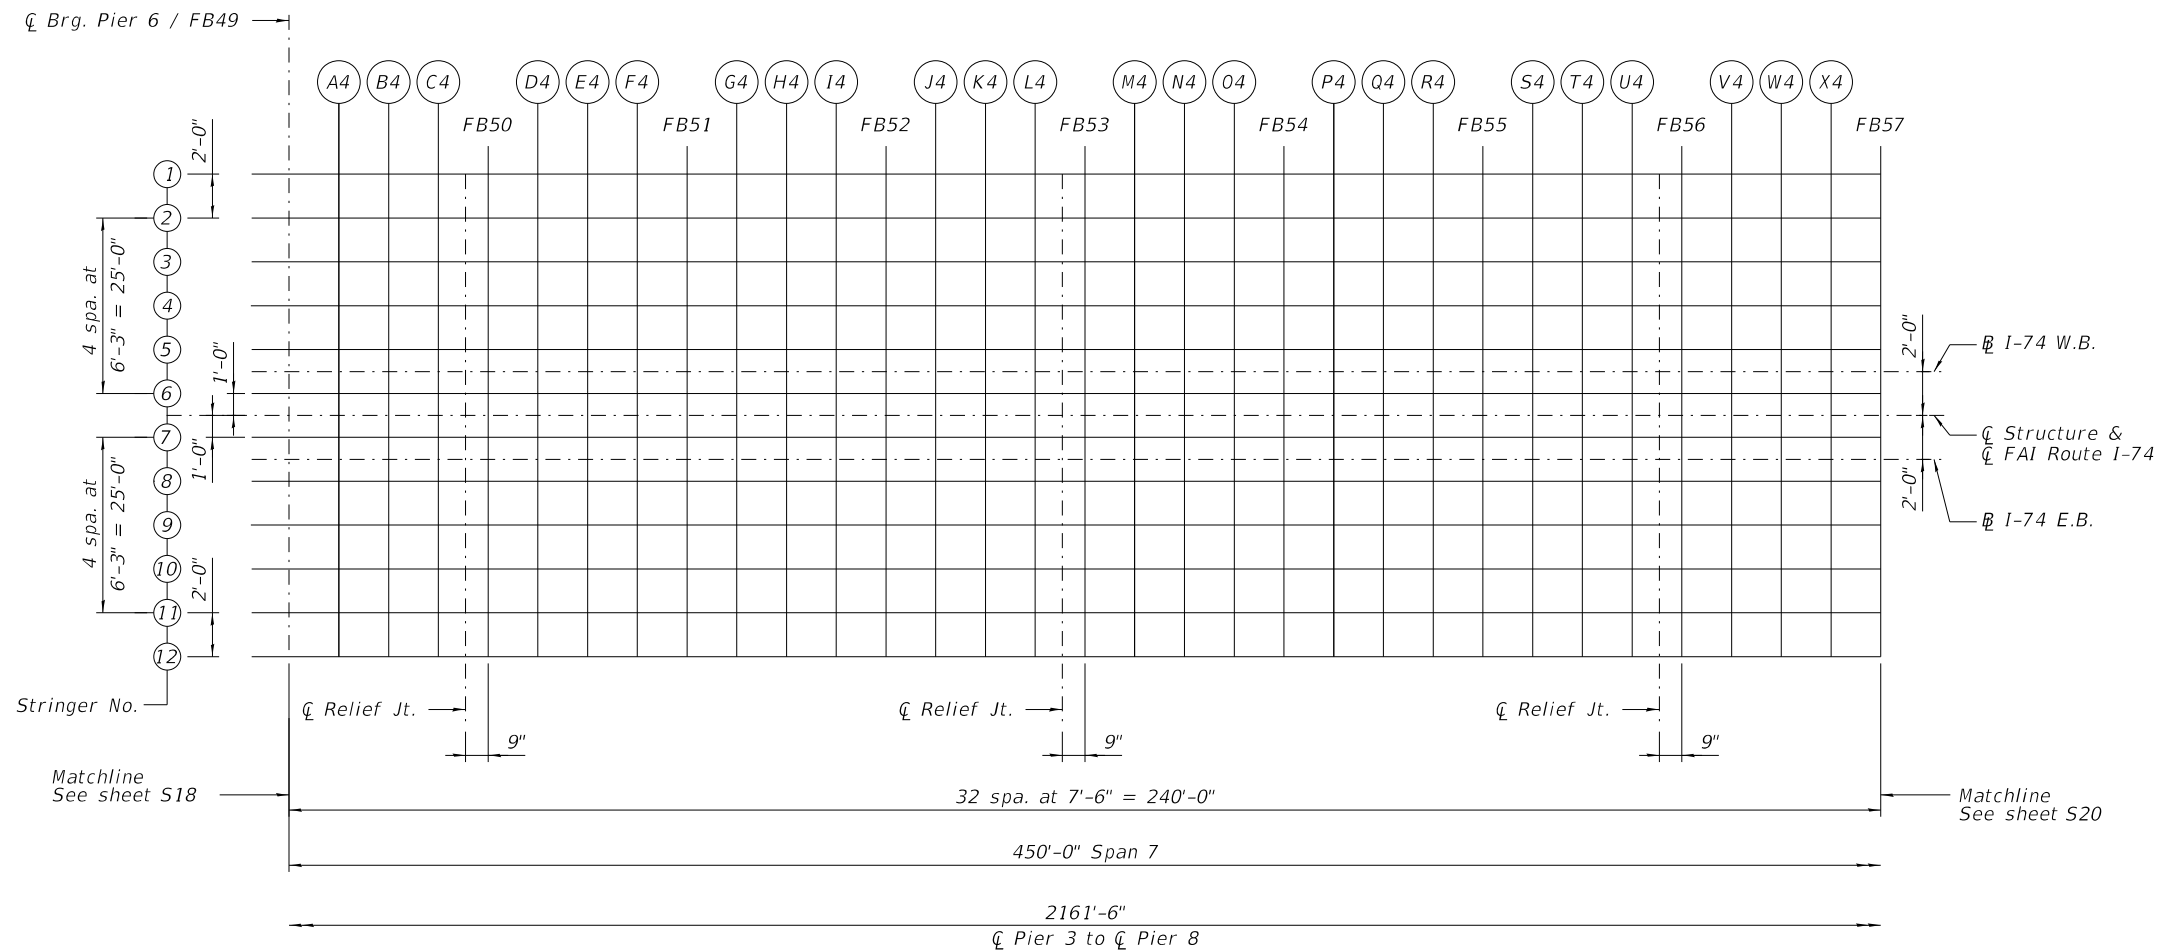 ℄ Brg. Pier 6 / FB49
A4 B4 C4 D4 E4 F4 G4 H4 I4 J4 K4 L4 M4 N4 O4 P4 Q4 R4 S4 T4 U4 V4 W4 X4
FB50 FB51 FB52 FB53 FB54 FB55 FB56 FB57
2'-0"
1
2
3
4
5
6
7
8
9
10
11
12
4 spa. at
6'-3" = 25'-0"
1'-0"
1'-0"
4 spa. at
6'-3" = 25'-0"
2'-0"
Stringer No.
2'-0"
2'-0"
℄ I-74 W.B.
℄ Structure &
℄ FAI Route I-74
℄ I-74 E.B.
℄ Relief Jt.
℄ Relief Jt.
℄ Relief Jt.
9"
9"
9"
Matchline
See sheet S18
32 spa. at 7'-6" = 240'-0"
Matchline
See sheet S20
450'-0" Span 7
2161'-6"
℄ Pier 3 to ℄ Pier 8